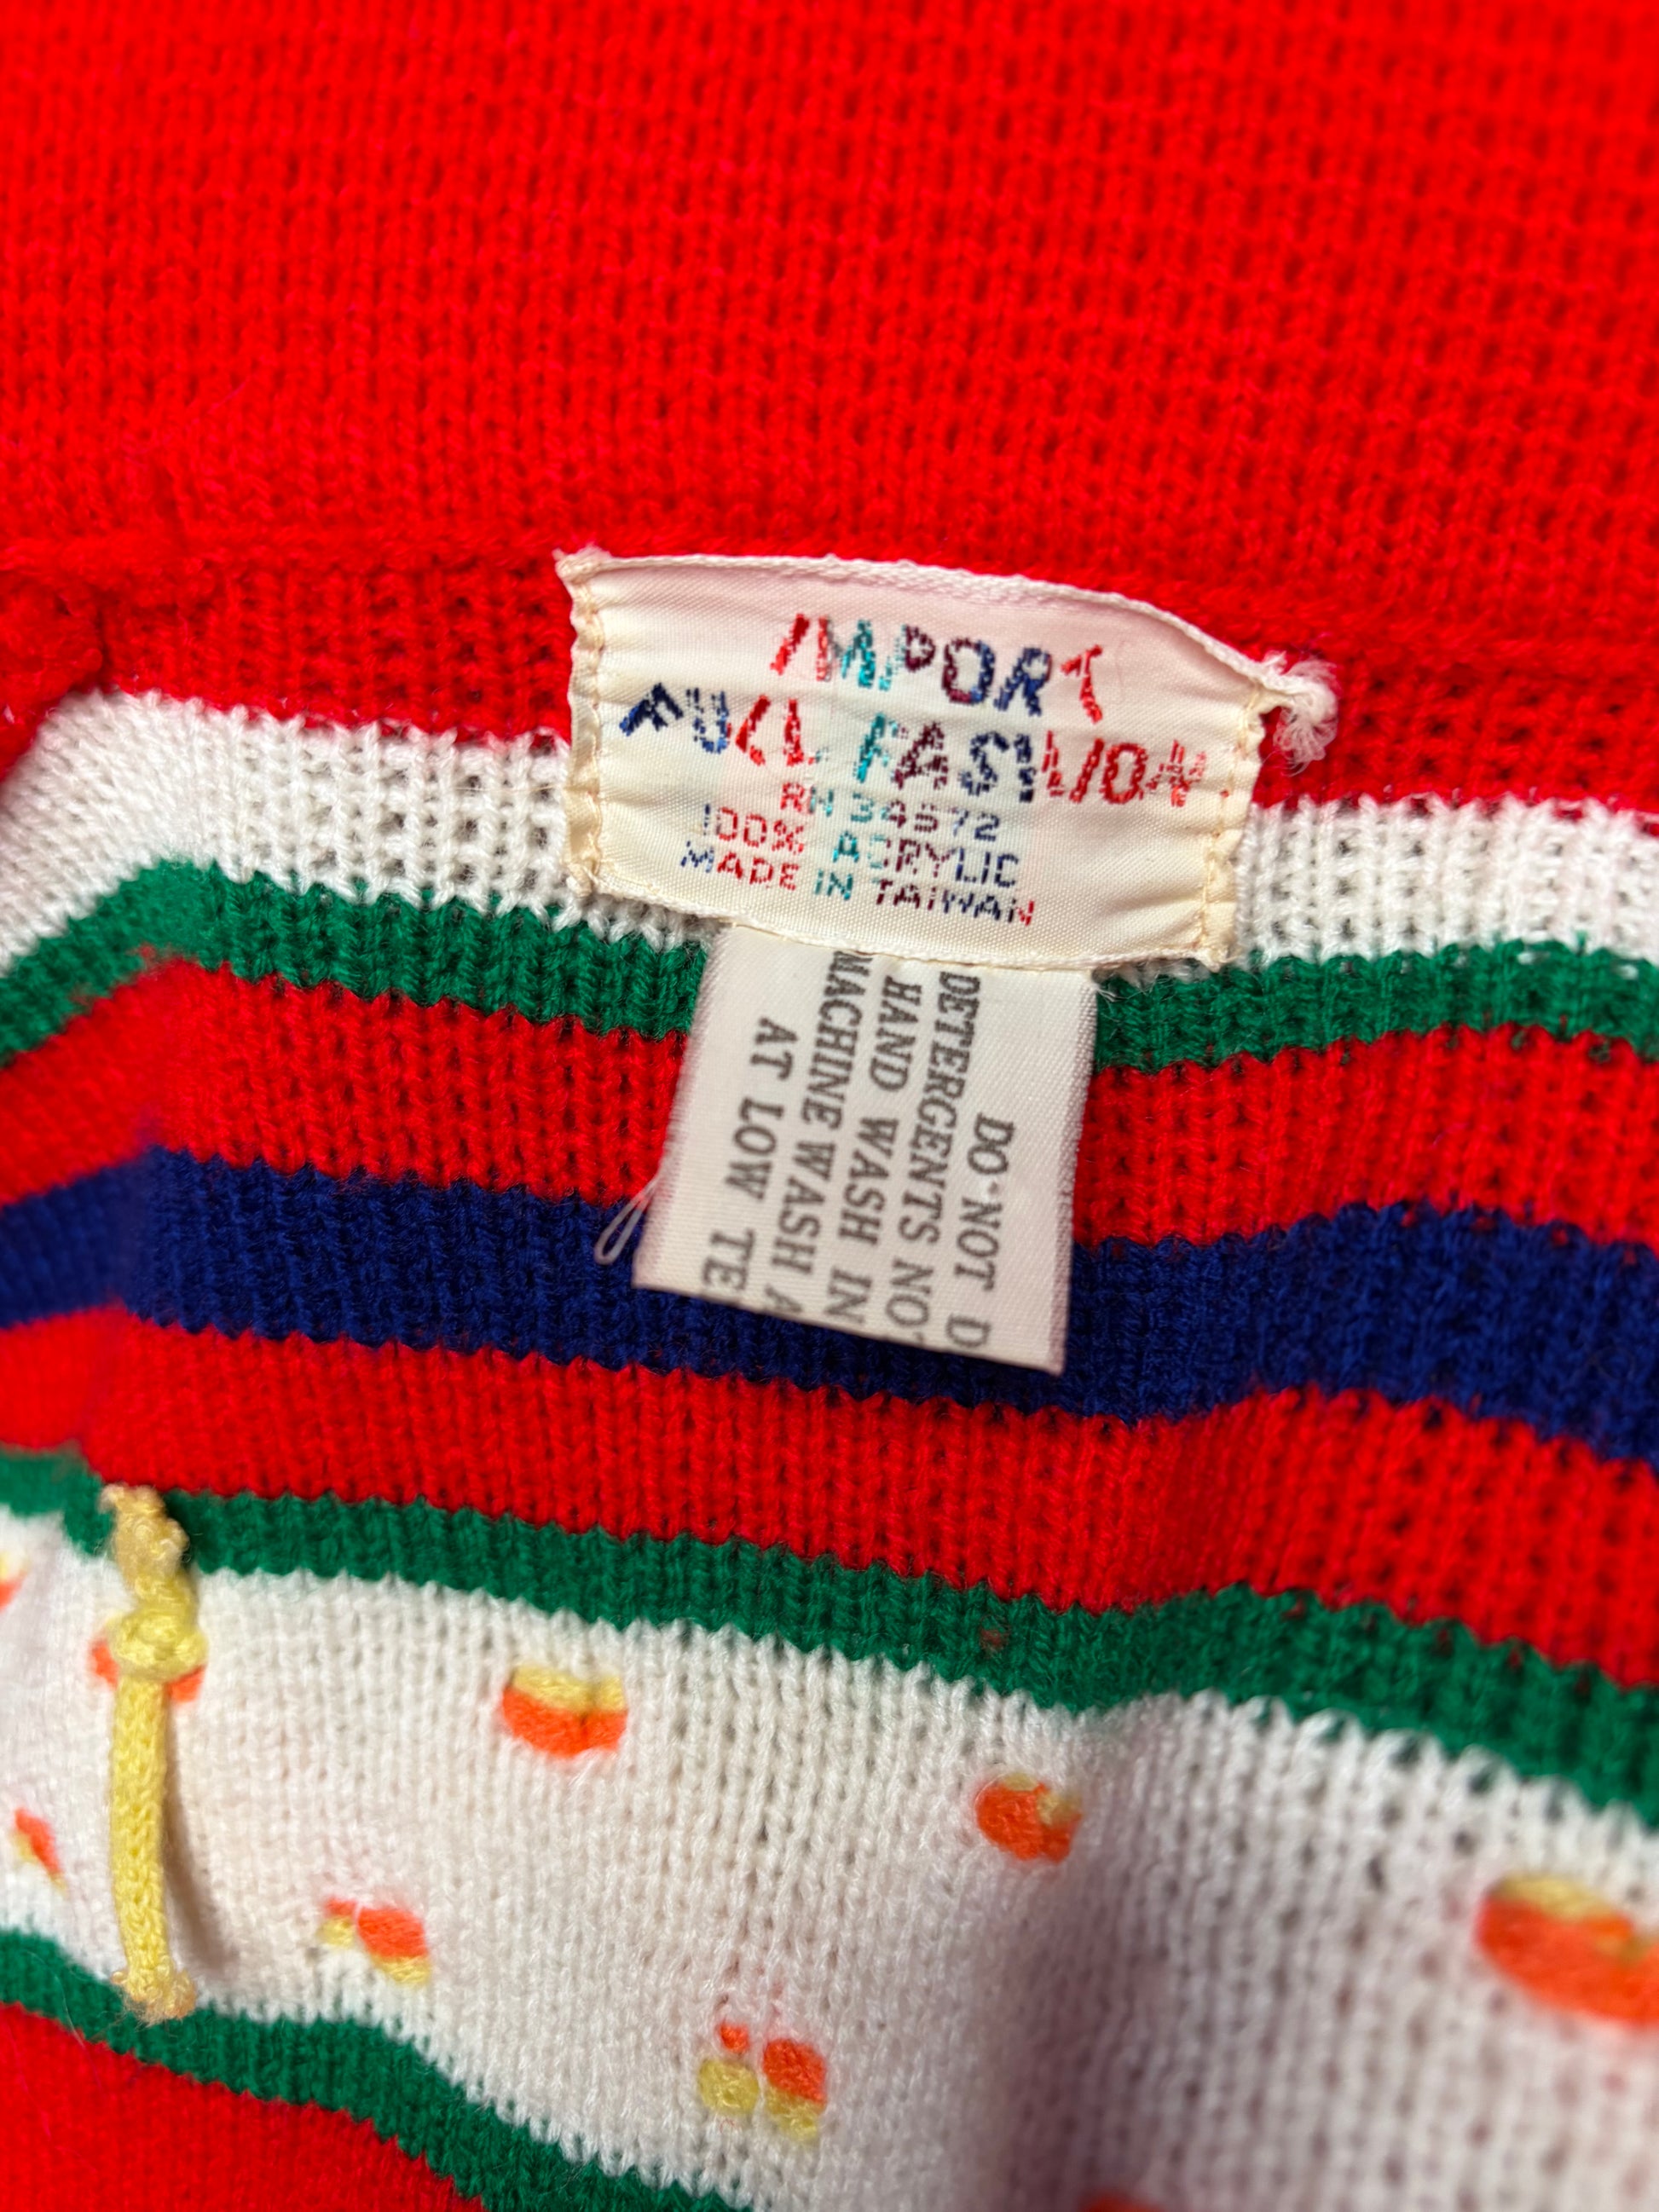 IMPORT
FULL FASHION
RN 34572
100% ACRYLIC
MADE IN TAIWAN
DO NOT D
DETERGENTS NOT
HAND WASH IN
MACHINE WASH A
AT LOW TE